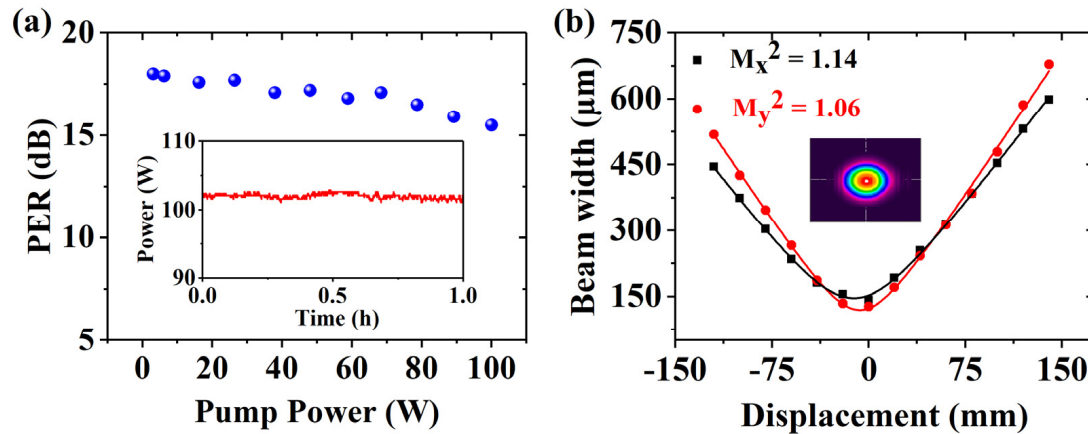 (a)
20
15
10
5
PER (dB)
0 20 40 60 80 100
Pump Power (W)
110
100
90
Power (W)
0.0 0.5 1.0
Time (h)
(b)
750
600
450
300
150
Beam width (μm)
Mx² = 1.14
My² = 1.06
-150 -75 0 75 150
Displacement (mm)